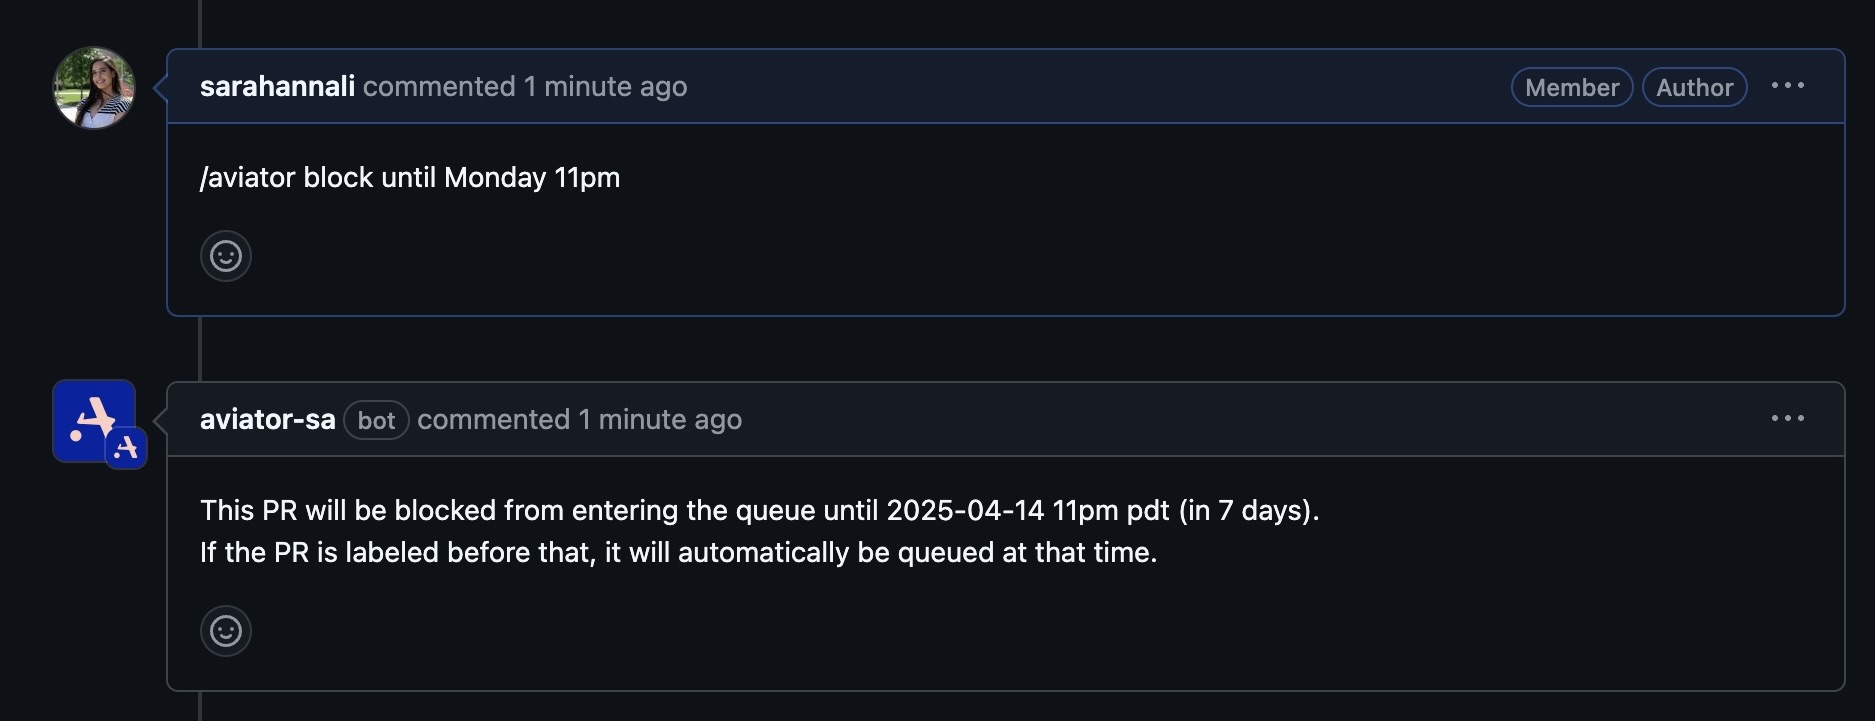 sarahannali commented 1 minute ago Member Author
/aviator block until Monday 11pm
aviator-sa bot commented 1 minute ago
This PR will be blocked from entering the queue until 2025-04-14 11pm pdt (in 7 days).
If the PR is labeled before that, it will automatically be queued at that time.